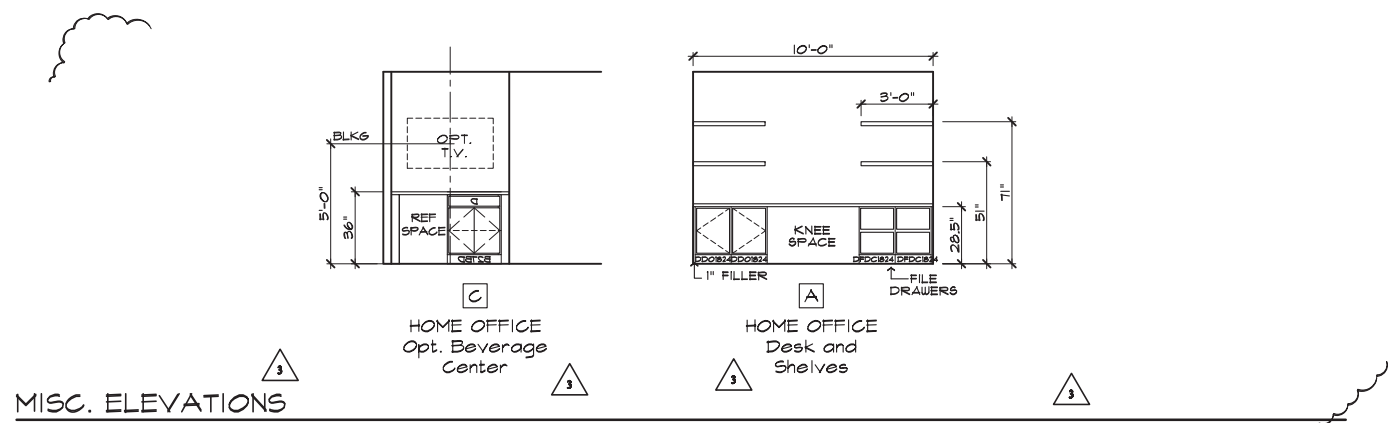 10'-0"
3'-0"
BLKG
OPT.
T.V.
5'-0"
36"
REF
SPACE
KNEE
SPACE
28.5"
51"
71"
DDO1824 DDO1824
DFDC1824 DFDC1824
1" FILLER
FILE
DRAWERS
C
HOME OFFICE
Opt. Beverage
Center
A
HOME OFFICE
Desk and
Shelves
3
3
3
3
MISC. ELEVATIONS